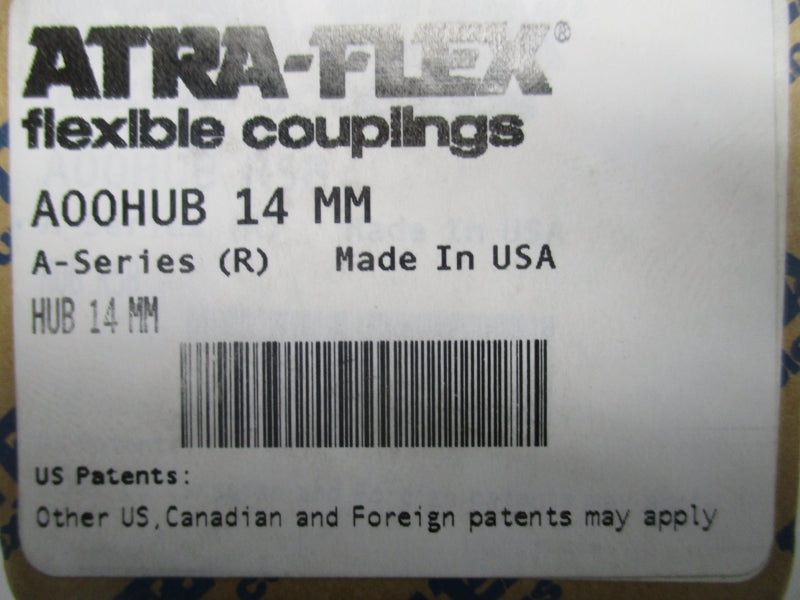 ATRA-FLEX®
flexible couplings
A00HUB 14 MM
A-Series (R) Made In USA
HUB 14 MM
US Patents:
Other US,Canadian and Foreign patents may apply